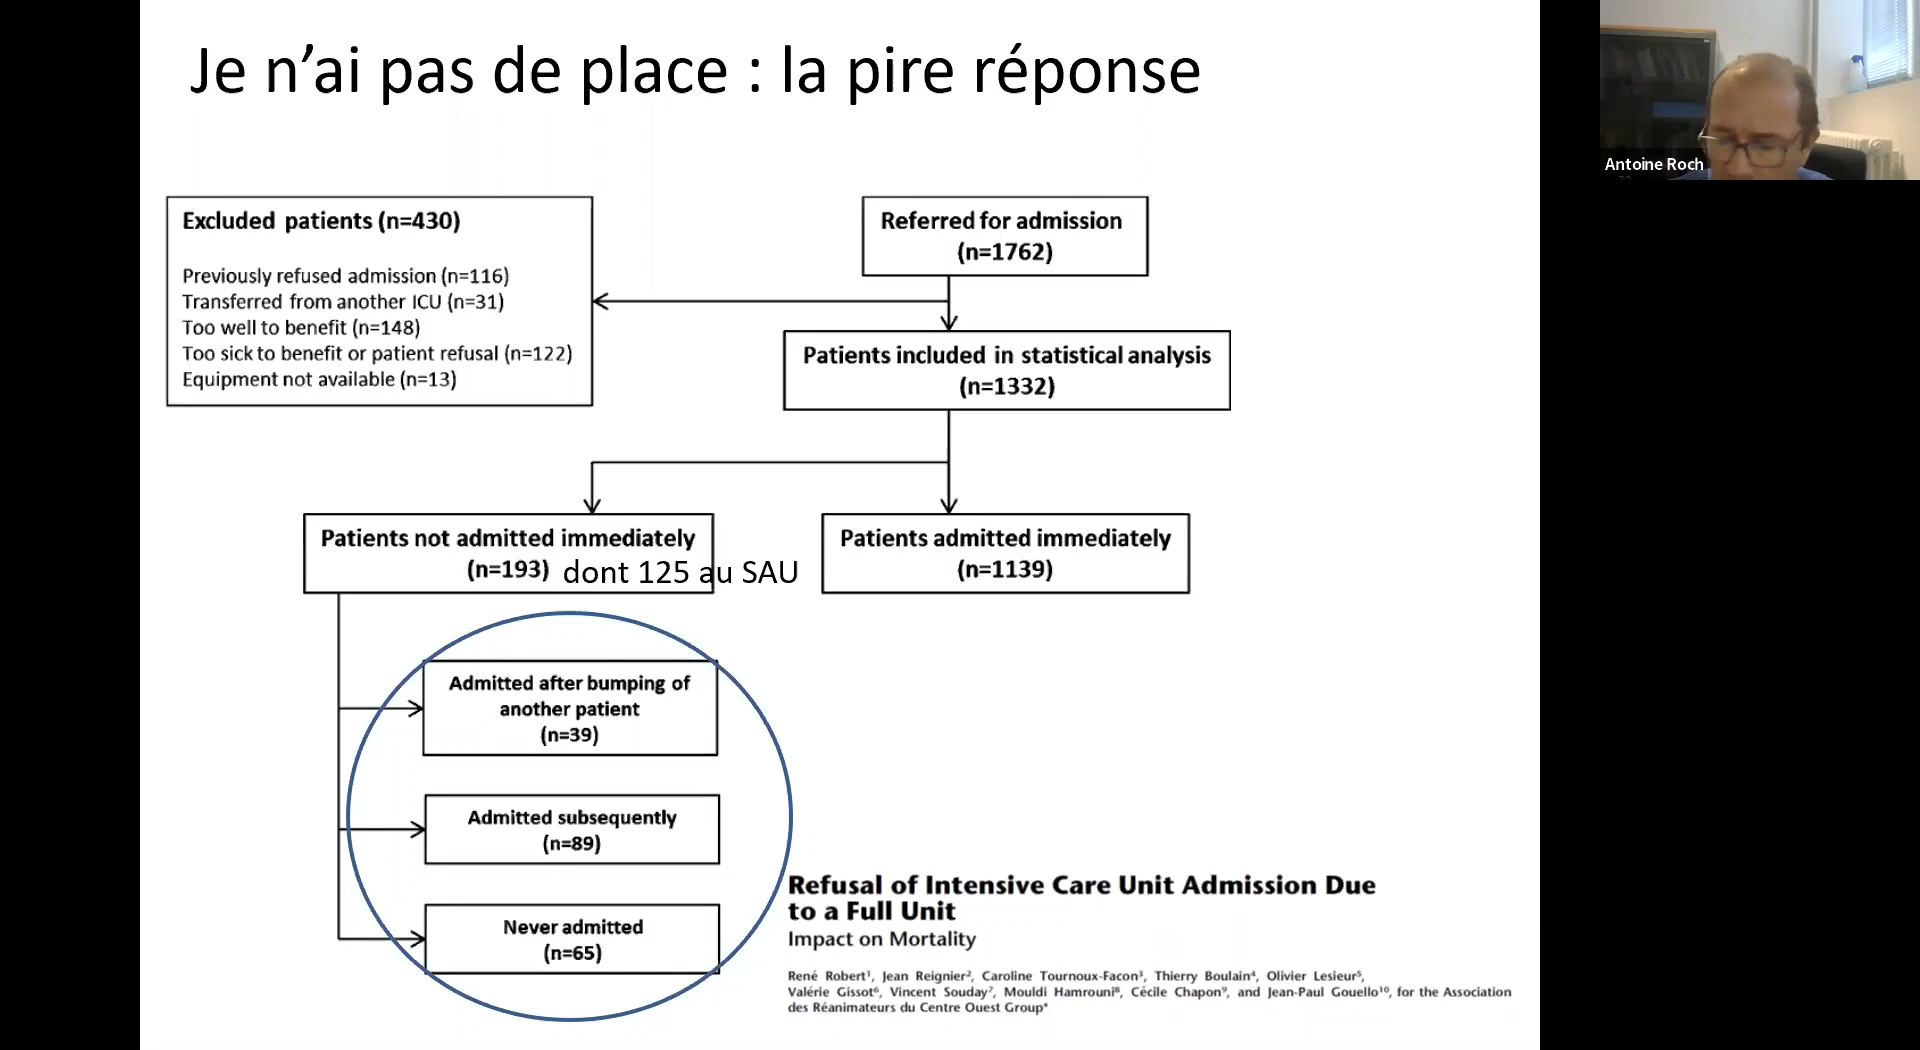 Je n’ai pas de place : la pire réponse
Antoine Roch
Excluded patients (n=430)
Previously refused admission (n=116)
Transferred from another ICU (n=31)
Too well to benefit (n=148)
Too sick to benefit or patient refusal (n=122)
Equipment not available (n=13)
Referred for admission
(n=1762)
Patients included in statistical analysis
(n=1332)
Patients not admitted immediately
(n=193) dont 125 au SAU
Patients admitted immediately
(n=1139)
Admitted after bumping of
another patient
(n=39)
Admitted subsequently
(n=89)
Never admitted
(n=65)
Refusal of Intensive Care Unit Admission Due
to a Full Unit
Impact on Mortality
René Robert¹, Jean Reignier², Caroline Tournoux-Facon³, Thierry Boulain⁴, Olivier Lesieur⁵,
Valérie Gissot⁶, Vincent Souday⁷, Mouldi Hamrouni⁸, Cécile Chapon⁹, and Jean-Paul Gouello¹⁰, for the Association
des Réanimateurs du Centre Ouest Group*